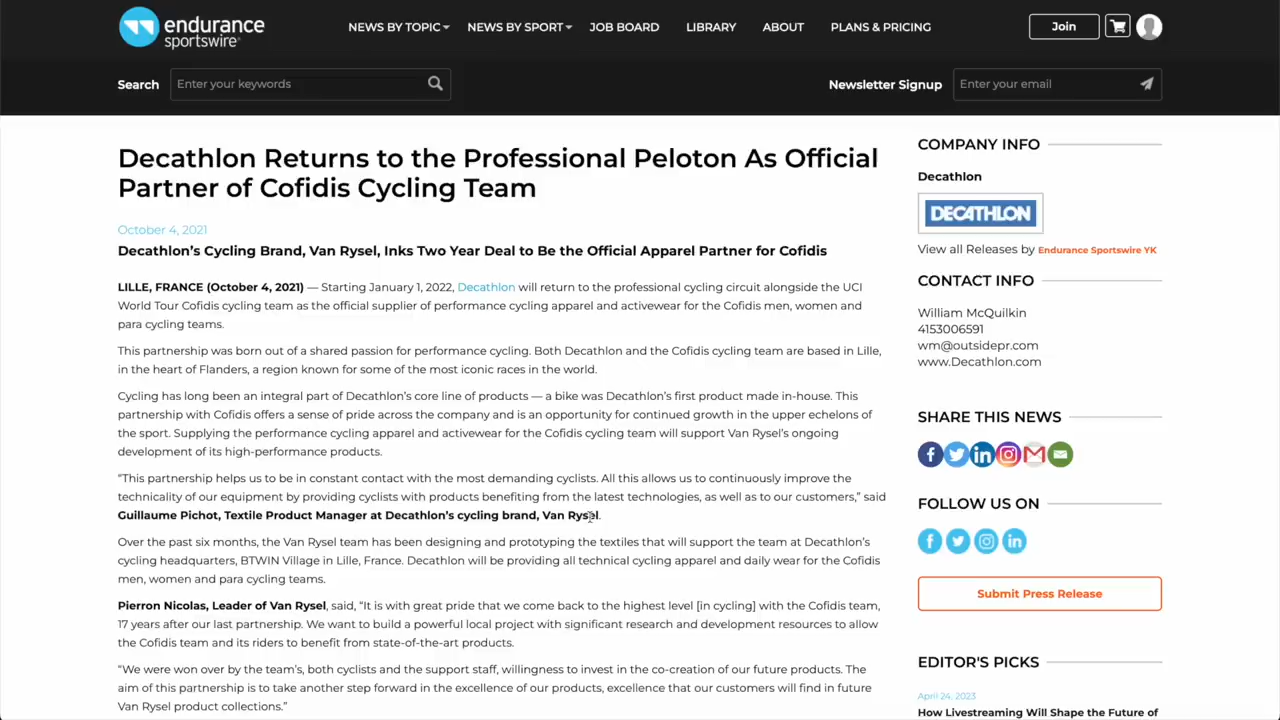 endurance
sportswire
NEWS BY TOPIC
NEWS BY SPORT
JOB BOARD
LIBRARY
ABOUT
PLANS & PRICING
Join
Search
Enter your keywords
Newsletter Signup
Enter your email
Decathlon Returns to the Professional Peloton As Official
Partner of Cofidis Cycling Team
October 4, 2021
Decathlon’s Cycling Brand, Van Rysel, Inks Two Year Deal to Be the Official Apparel Partner for Cofidis
LILLE, FRANCE (October 4, 2021) — Starting January 1, 2022, Decathlon will return to the professional cycling circuit alongside the UCI
World Tour Cofidis cycling team as the official supplier of performance cycling apparel and activewear for the Cofidis men, women and
para cycling teams.
This partnership was born out of a shared passion for performance cycling. Both Decathlon and the Cofidis cycling team are based in Lille,
in the heart of Flanders, a region known for some of the most iconic races in the world.
Cycling has long been an integral part of Decathlon’s core line of products — a bike was Decathlon’s first product made in-house. This
partnership with Cofidis offers a sense of pride across the company and is an opportunity for continued growth in the upper echelons of
the sport. Supplying the performance cycling apparel and activewear for the Cofidis cycling team will support Van Rysel’s ongoing
development of its high-performance products.
“This partnership helps us to be in constant contact with the most demanding cyclists. All this allows us to continuously improve the
technicality of our equipment by providing cyclists with products benefiting from the latest technologies, as well as to our customers,” said
Guillaume Pichot, Textile Product Manager at Decathlon’s cycling brand, Van Rysel.
Over the past six months, the Van Rysel team has been designing and prototyping the textiles that will support the team at Decathlon’s
cycling headquarters, BTWIN Village in Lille, France. Decathlon will be providing all technical cycling apparel and daily wear for the Cofidis
men, women and para cycling teams.
Pierron Nicolas, Leader of Van Rysel, said, “It is with great pride that we come back to the highest level [in cycling] with the Cofidis team,
17 years after our last partnership. We want to build a powerful local project with significant research and development resources to allow
the Cofidis team and its riders to benefit from state-of-the-art products.
“We were won over by the team’s, both cyclists and the support staff, willingness to invest in the co-creation of our future products. The
aim of this partnership is to take another step forward in the excellence of our products, excellence that our customers will find in future
Van Rysel product collections.”
COMPANY INFO
Decathlon
DECATHLON
View all Releases by Endurance Sportswire YK
CONTACT INFO
William McQuilkin
4153006591
wm@outsidepr.com
www.Decathlon.com
SHARE THIS NEWS
FOLLOW US ON
Submit Press Release
EDITOR'S PICKS
April 24, 2023
How Livestreaming Will Shape the Future of